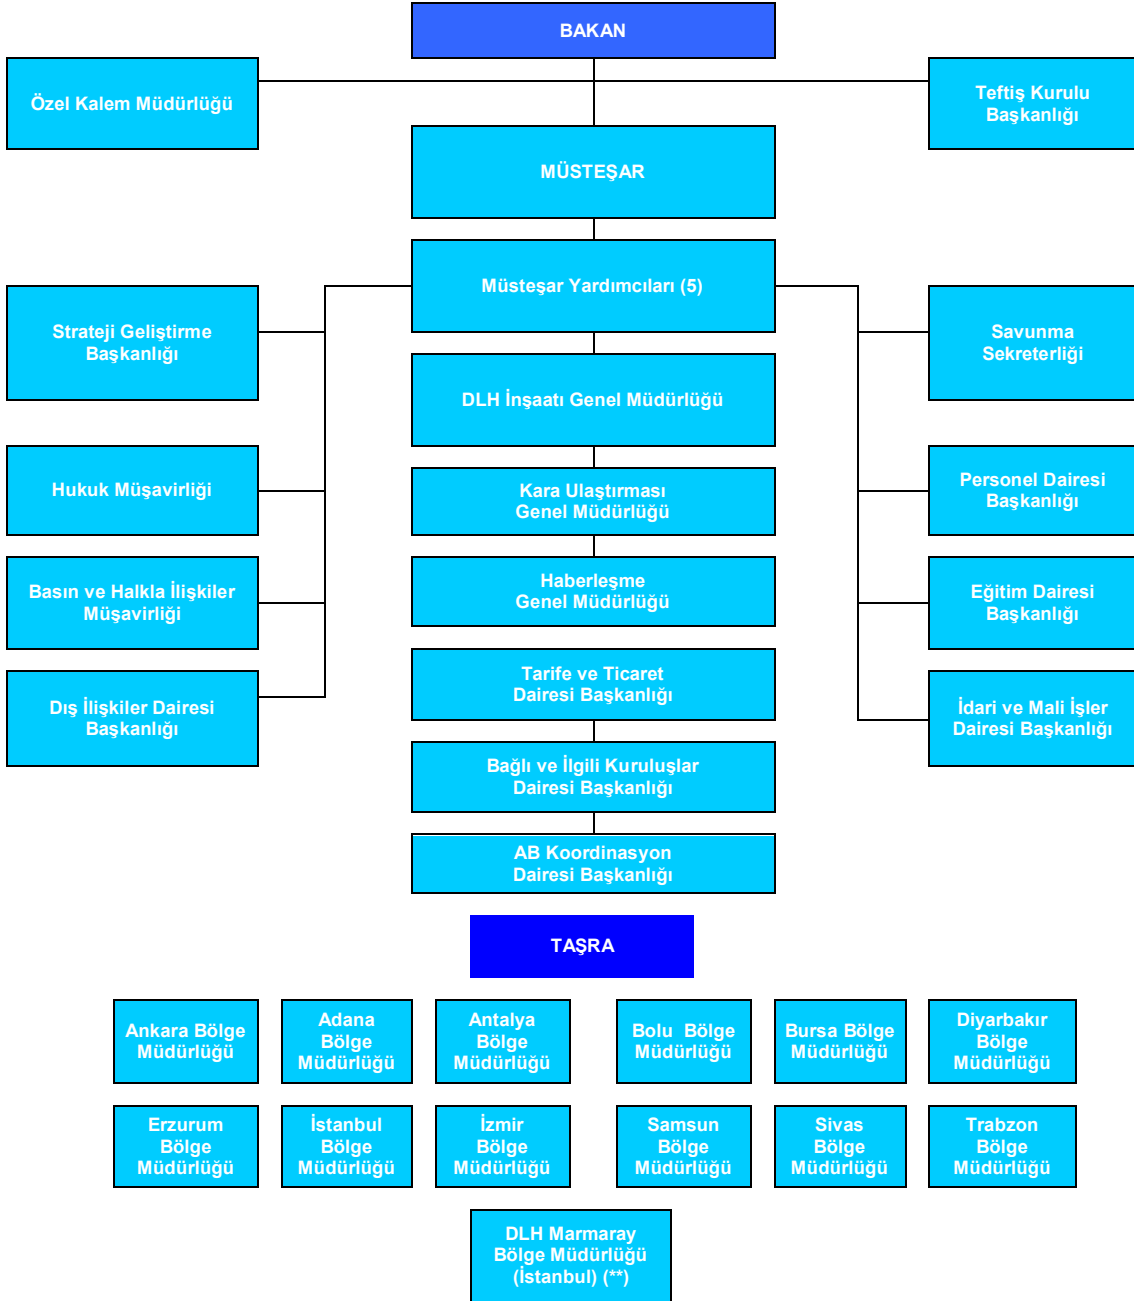 BAKAN
Özel Kalem Müdürlüğü
Teftiş Kurulu
Başkanlığı
MÜSTEŞAR
Müsteşar Yardımcıları (5)
Strateji Geliştirme
Başkanlığı
Savunma
Sekreterliği
DLH İnşaatı Genel Müdürlüğü
Hukuk Müşavirliği
Kara Ulaştırması
Genel Müdürlüğü
Personel Dairesi
Başkanlığı
Basın ve Halkla İlişkiler
Müşavirliği
Haberleşme
Genel Müdürlüğü
Eğitim Dairesi
Başkanlığı
Dış İlişkiler Dairesi
Başkanlığı
Tarife ve Ticaret
Dairesi Başkanlığı
İdari ve Mali İşler
Dairesi Başkanlığı
Bağlı ve İlgili Kuruluşlar
Dairesi Başkanlığı
AB Koordinasyon
Dairesi Başkanlığı
TAŞRA
Ankara Bölge
Müdürlüğü
Adana
Bölge
Müdürlüğü
Antalya
Bölge
Müdürlüğü
Bolu  Bölge
Müdürlüğü
Bursa Bölge
Müdürlüğü
Diyarbakır
Bölge
Müdürlüğü
Erzurum
Bölge
Müdürlüğü
İstanbul
Bölge
Müdürlüğü
İzmir
Bölge
Müdürlüğü
Samsun
Bölge
Müdürlüğü
Sivas
Bölge
Müdürlüğü
Trabzon
Bölge
Müdürlüğü
DLH Marmaray
Bölge Müdürlüğü
(İstanbul) (**)